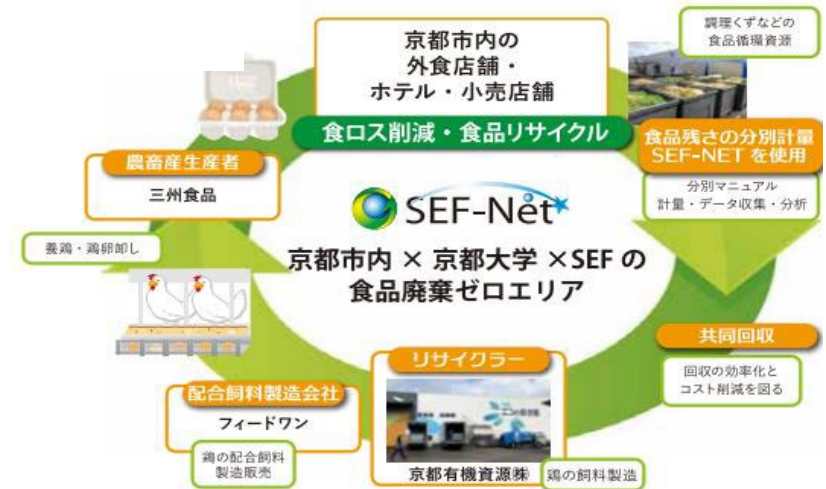 京都市内の
外食店舗・
ホテル・小売店舗
食ロス削減・食品リサイクル
調理くずなどの
食品循環資源
食品残さの分別計量
SEF-NETを使用
分別マニュアル
計量・データ収集・分析
共同回収
回収の効率化と
コスト削減を図る
リサイクラー
京都有機資源㈱
鶏の飼料製造
配合飼料製造会社
フィードワン
鶏の配合飼料
製造販売
農畜産生産者
三州食品
養鶏・鶏卵卸し
SEF-Net
京都市内 × 京都大学 ×SEF の
食品廃棄ゼロエリア